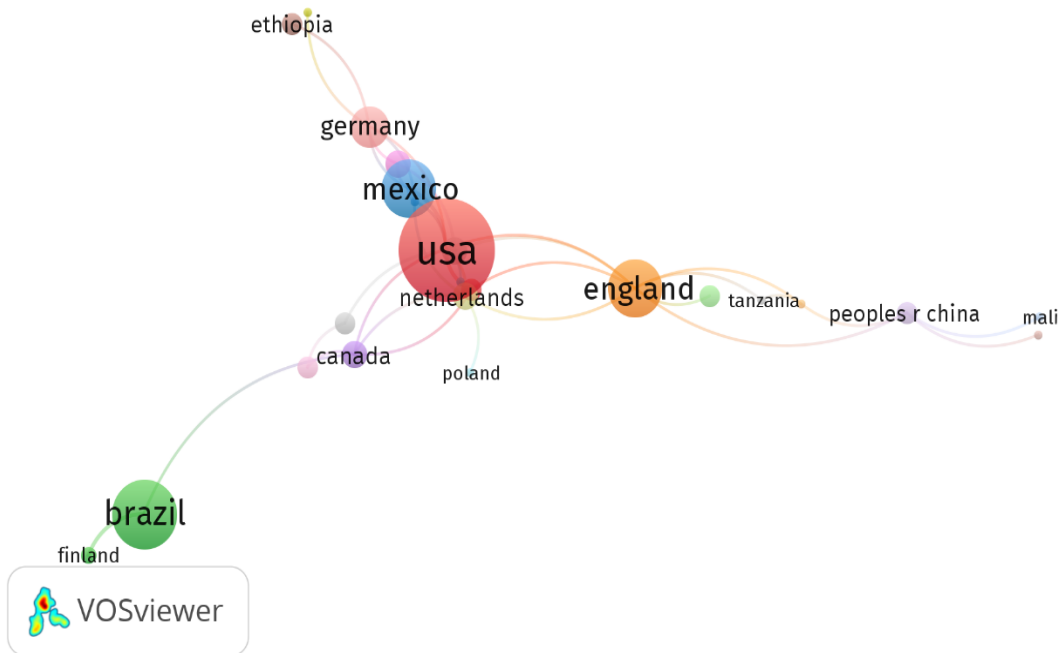 ethiopia
germany
mexico
usa
netherlands
england
tanzania
peoples r china
mali
canada
poland
brazil
finland
VOSviewer